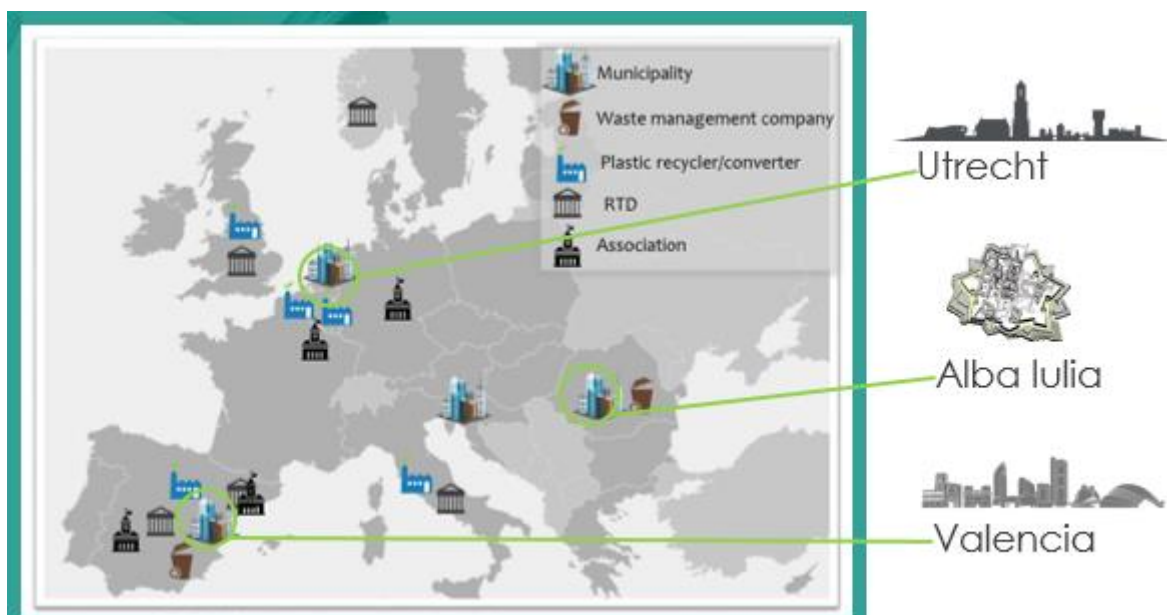 Municipality
Waste management company
Plastic recycler/converter
RTD
Association
Utrecht
Alba Iulia
Valencia